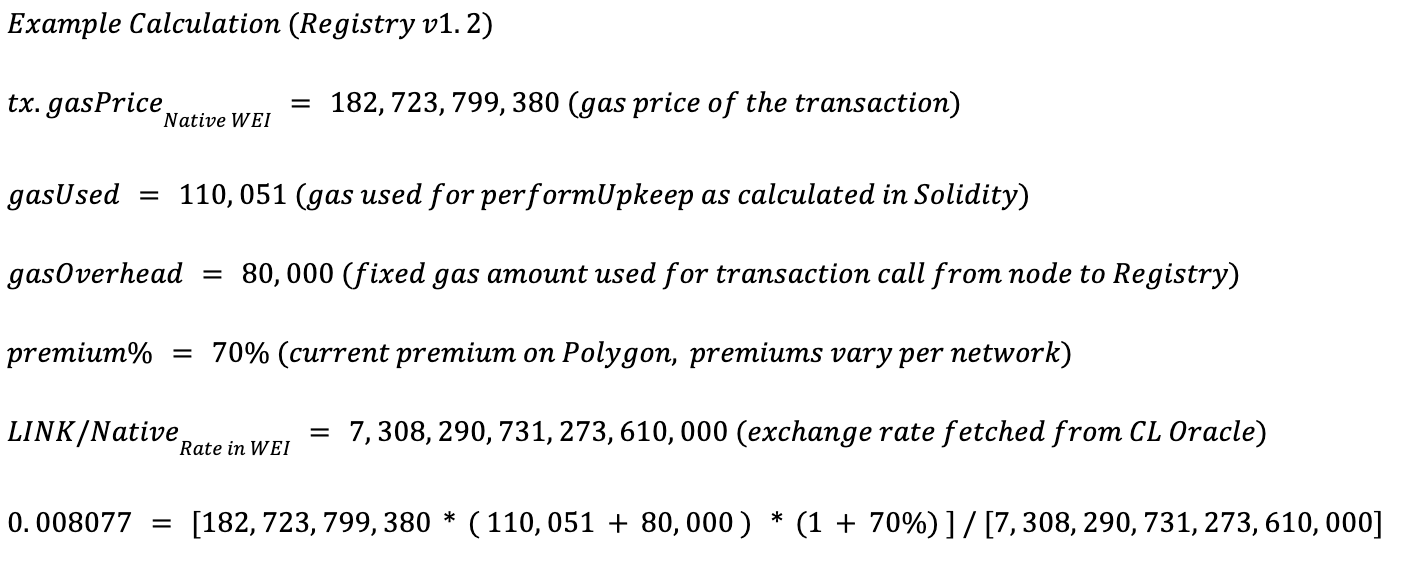 Example Calculation (Registry v1.2)
tx.gasPrice Native WEI = 182,723,799,380 (gas price of the transaction)
gasUsed = 110,051 (gas used for performUpkeep as calculated in Solidity)
gasOverhead = 80,000 (fixed gas amount used for transaction call from node to Registry)
premium% = 70% (current premium on Polygon, premiums vary per network)
LINK/Native Rate in WEI = 7,308,290,731,273,610,000 (exchange rate fetched from CL Oracle)
0.008077 = [182,723,799,380 * ( 110,051 + 80,000 ) * (1 + 70%) ] / [7,308,290,731,273,610,000]